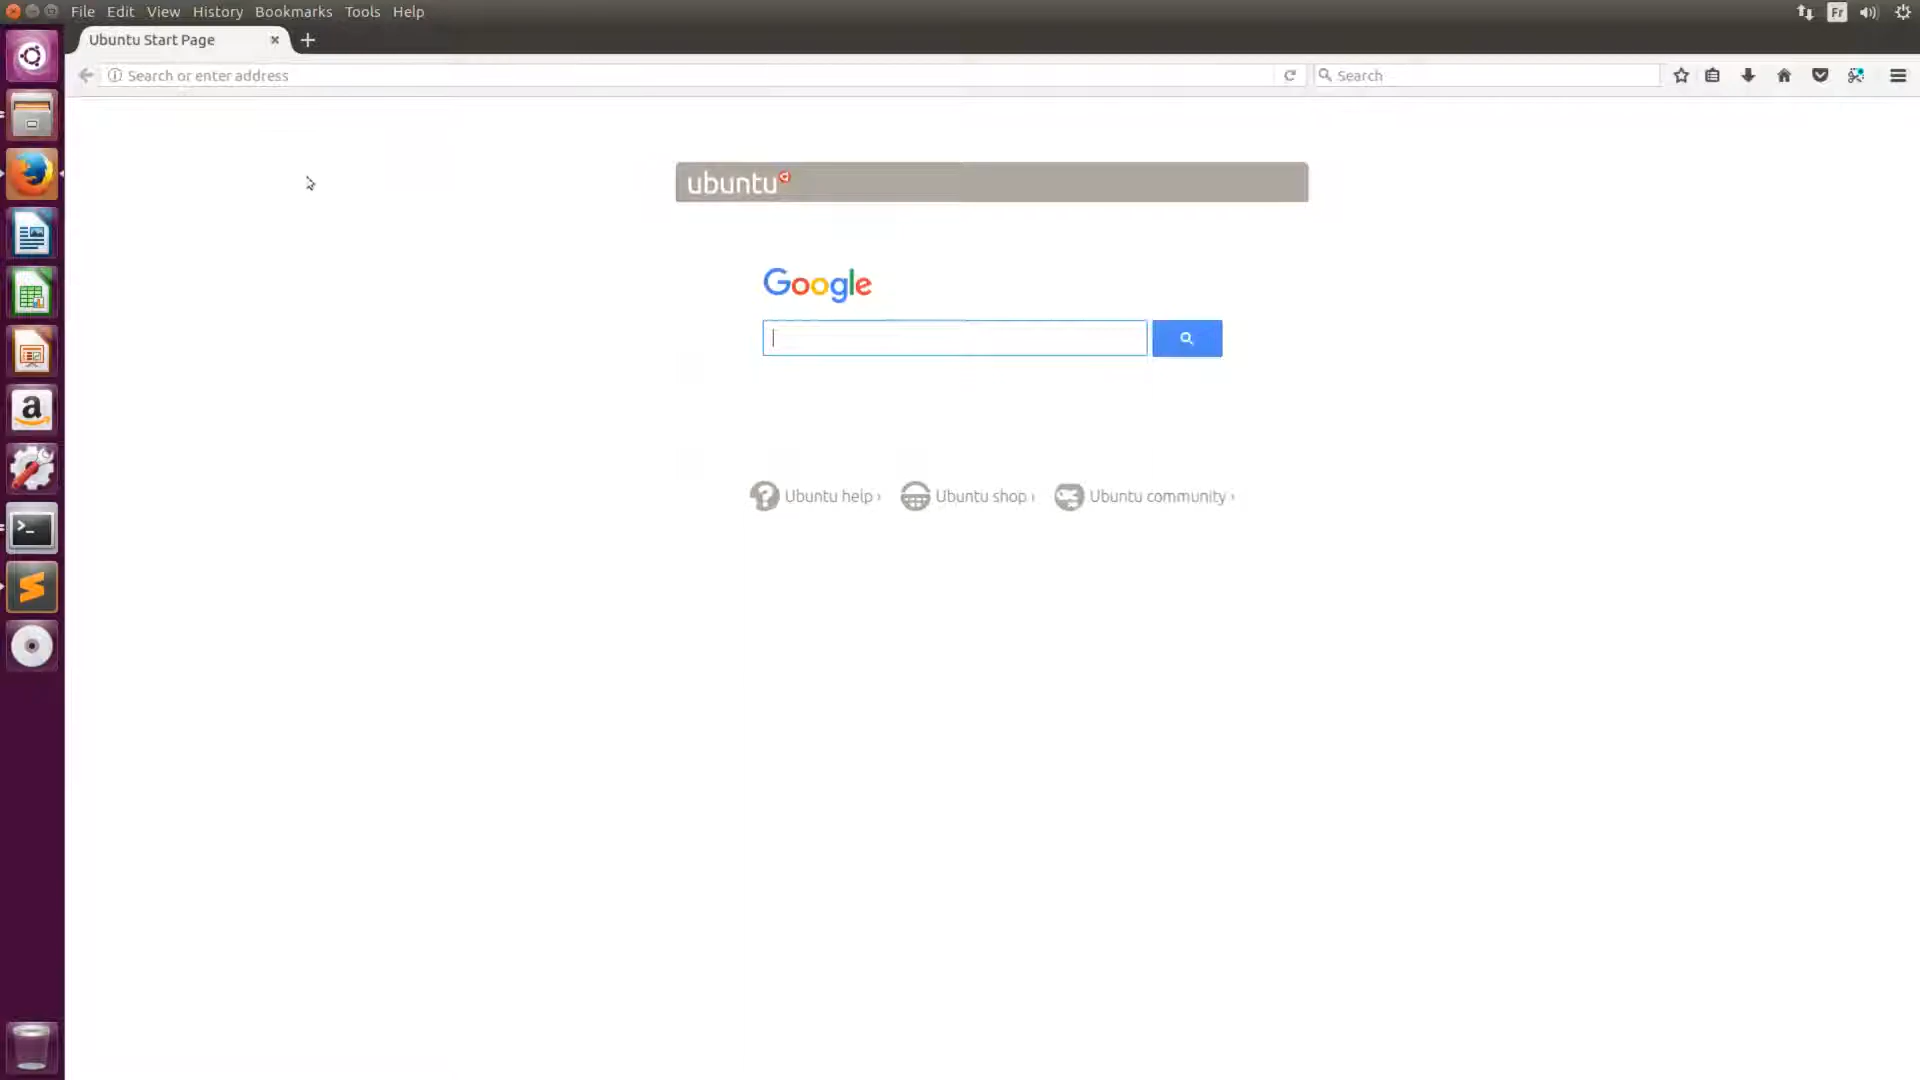 File Edit View History Bookmarks Tools Help
Fr
Ubuntu Start Page
Search or enter address
Search
ubuntu
Google
Ubuntu help ›
Ubuntu shop ›
Ubuntu community ›
a
>_